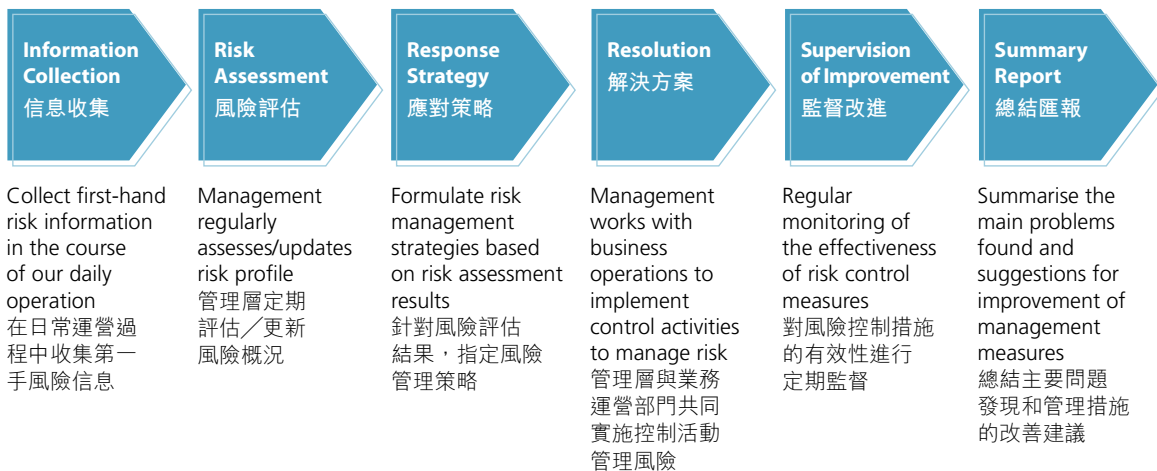 Information
Collection
信息收集
Collect first-hand
risk information
in the course
of our daily
operation
在日常運營過
程中收集第一
手風險信息
Risk
Assessment
風險評估
Management
regularly
assesses/updates
risk profile
管理層定期
評估／更新
風險概況
Response
Strategy
應對策略
Formulate risk
management
strategies based
on risk assessment
results
針對風險評估
結果，指定風險
管理策略
Resolution
解決方案
Management
works with
business
operations to
implement
control activities
to manage risk
管理層與業務
運營部門共同
實施控制活動
管理風險
Supervision
of Improvement
監督改進
Regular
monitoring of
the effectiveness
of risk control
measures
對風險控制措施
的有效性進行
定期監督
Summary
Report
總結匯報
Summarise the
main problems
found and
suggestions for
improvement of
management
measures
總結主要問題
發現和管理措施
的改善建議